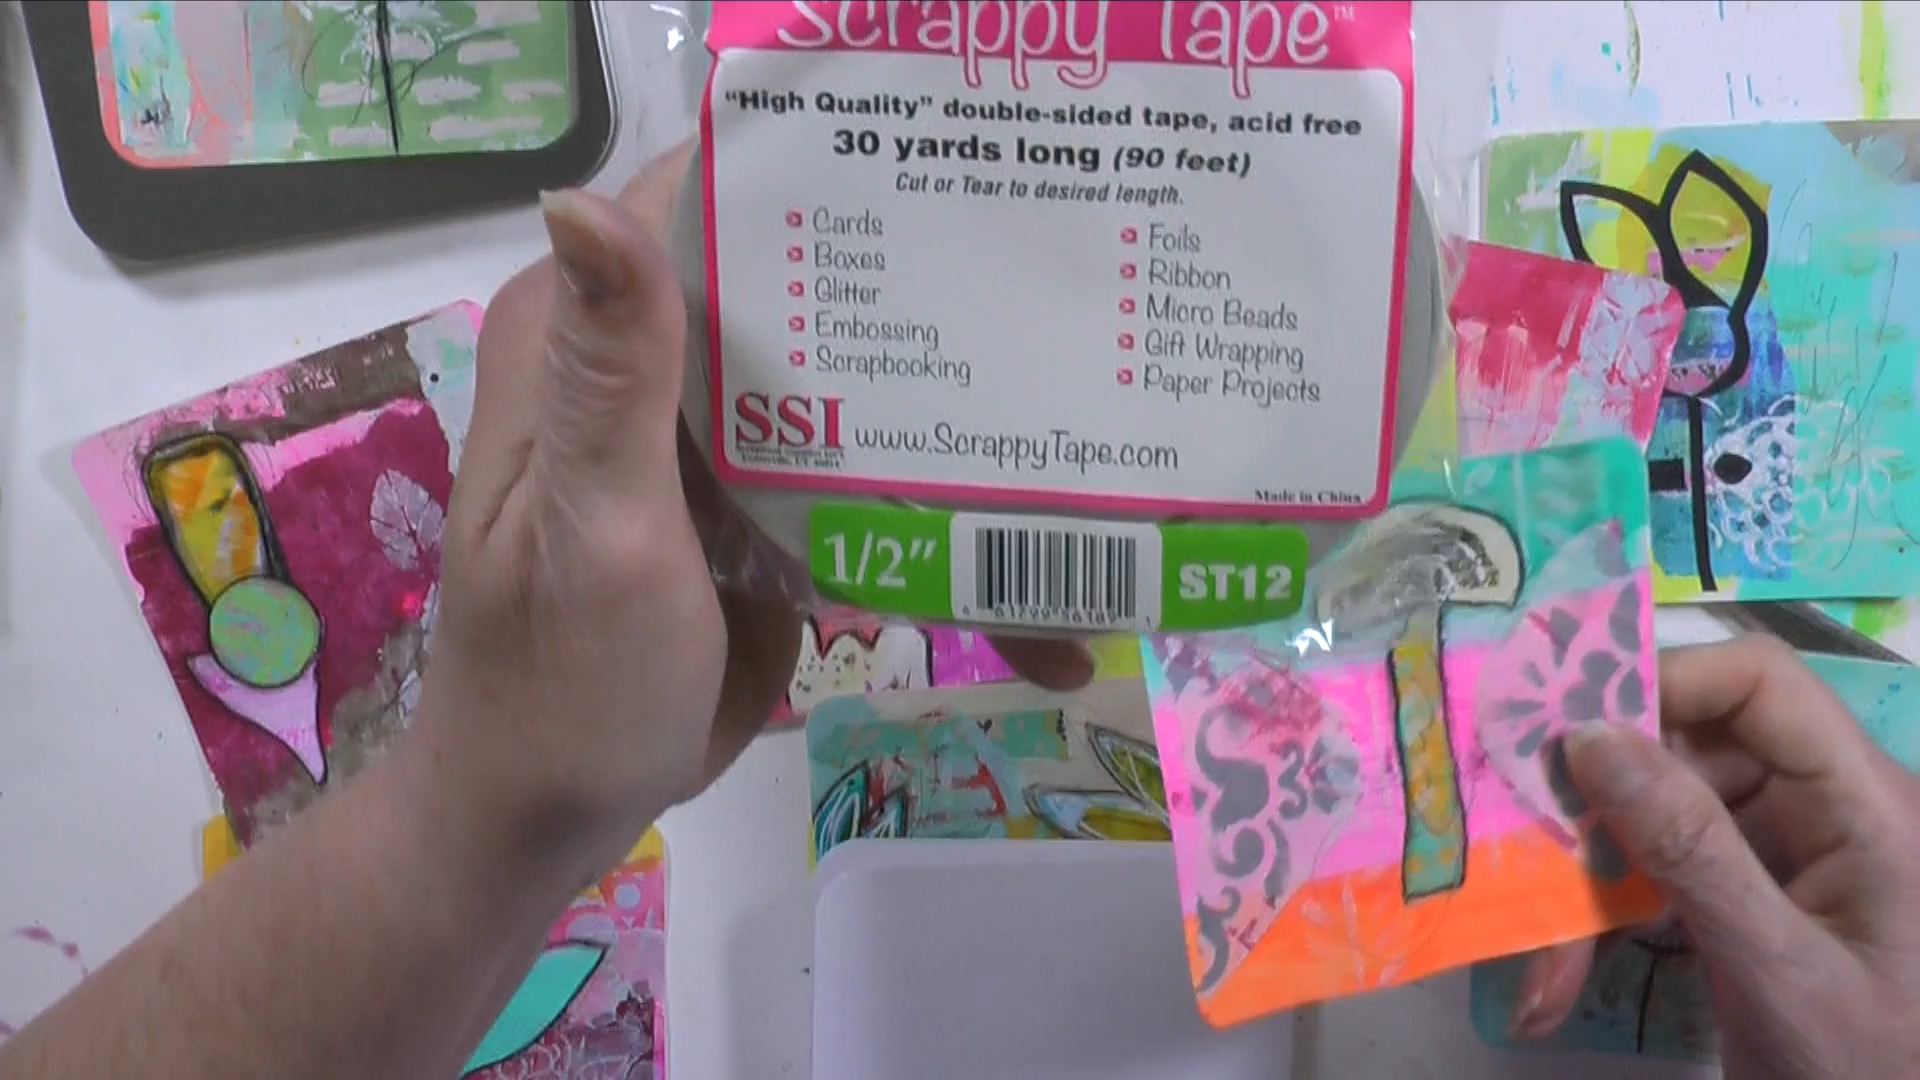 Scrappy Tape™
"High Quality" double-sided tape, acid free
30 yards long (90 feet)
Cut or Tear to desired length.
Cards
Boxes
Glitter
Embossing
Scrapbooking
Foils
Ribbon
Micro Beads
Gift Wrapping
Paper Projects
SSI www.ScrappyTape.com
Made in China
1/2" ST12